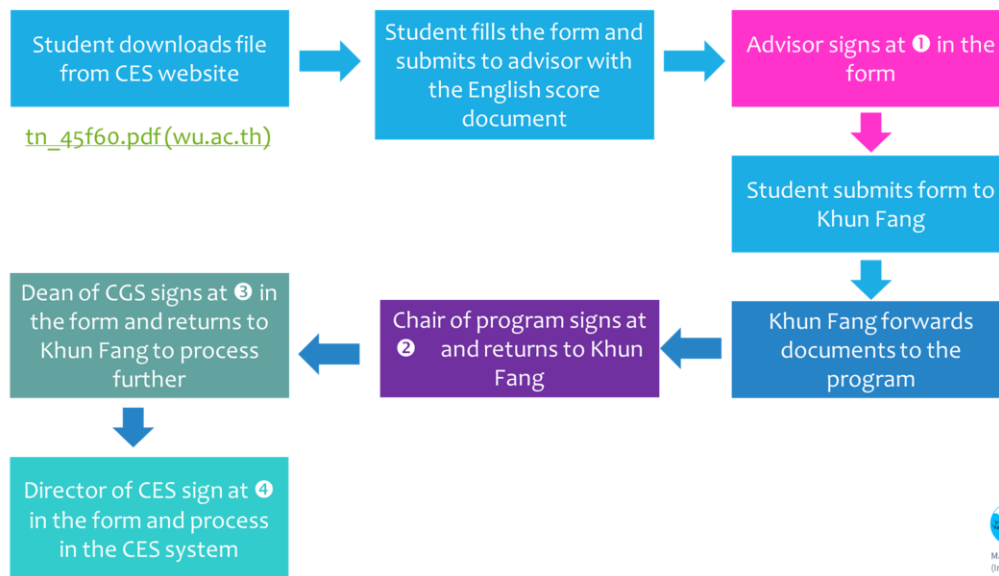 Student downloads file
from CES website
tn_45f60.pdf (wu.ac.th)
Student fills the form and
submits to advisor with
the English score
document
Advisor signs at ❶ in the
form
Student submits form to
Khun Fang
Khun Fang forwards
documents to the
program
Chair of program signs at
❷ and returns to Khun
Fang
Dean of CGS signs at ❸ in
the form and returns to
Khun Fang to process
further
Director of CES sign at ❹
in the form and process
in the CES system